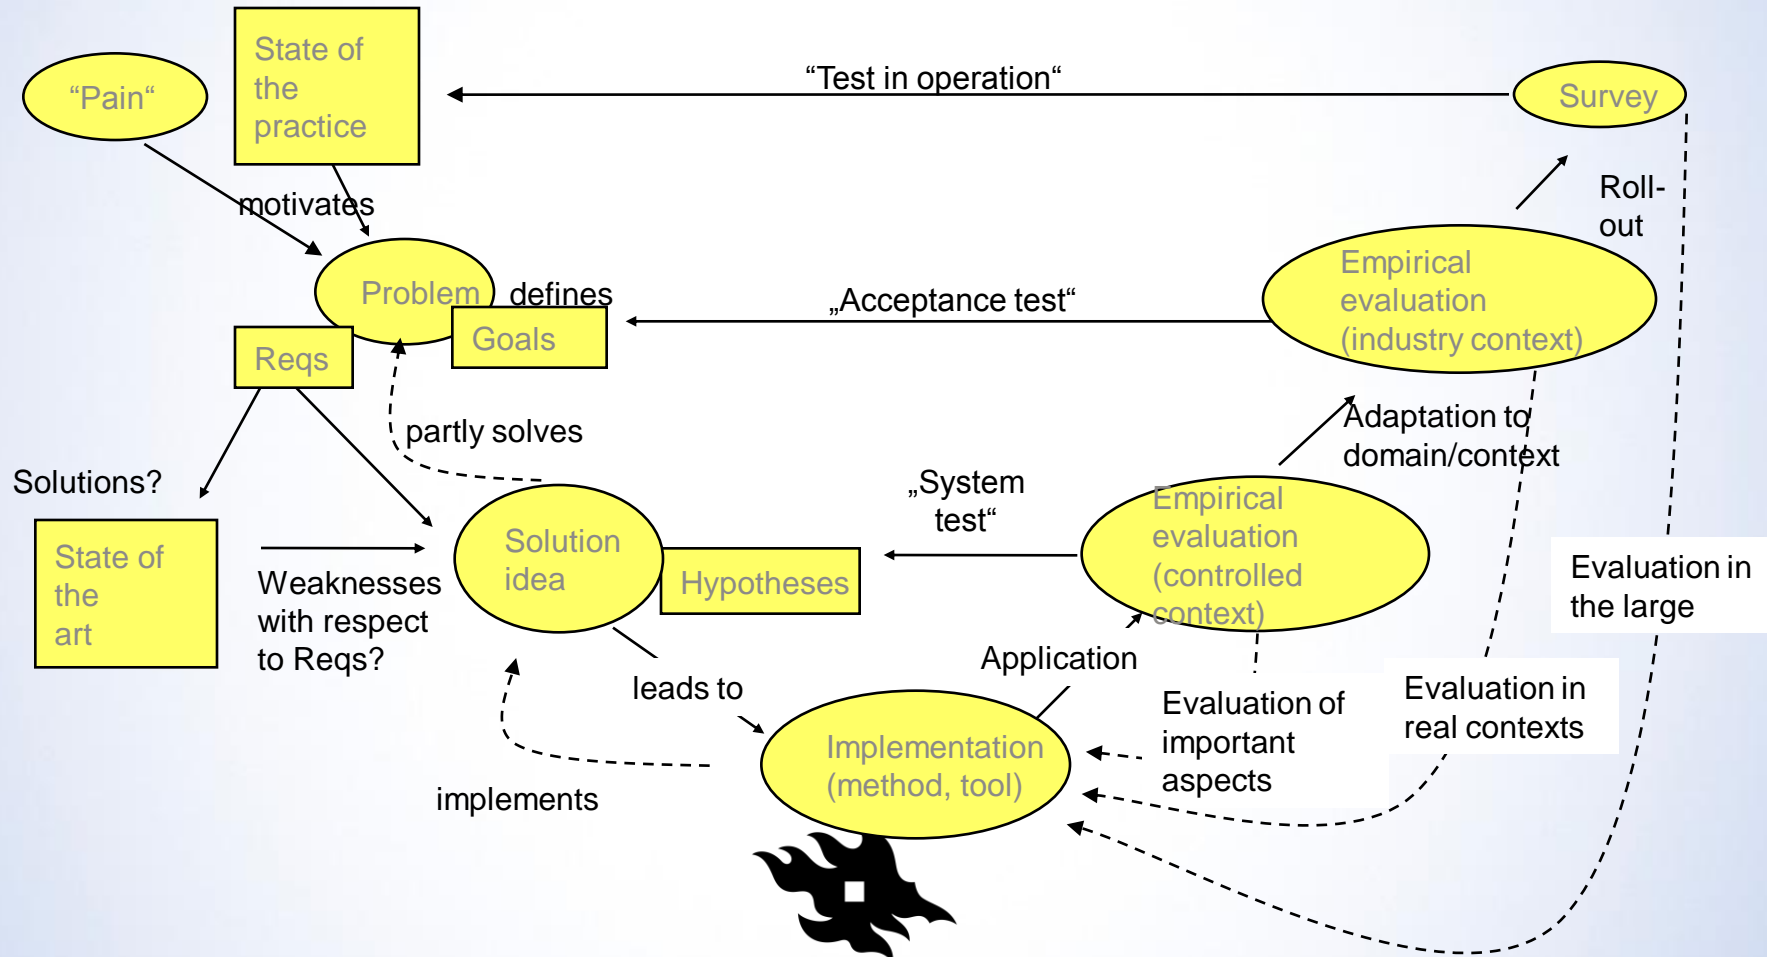 “Pain“
State of
the
practice
“Test in operation“
Survey
motivates
Roll-
out
Problem
defines
Goals
Reqs
„Acceptance test“
Empirical
evaluation
(industry context)
partly solves
Adaptation to
domain/context
Solutions?
„System
test“
State of
the
art
Weaknesses
with respect
to Reqs?
Solution
idea
Hypotheses
Empirical
evaluation
(controlled
context)
Evaluation in
the large
leads to
Application
Evaluation of
important
aspects
Evaluation in
real contexts
implements
Implementation
(method, tool)